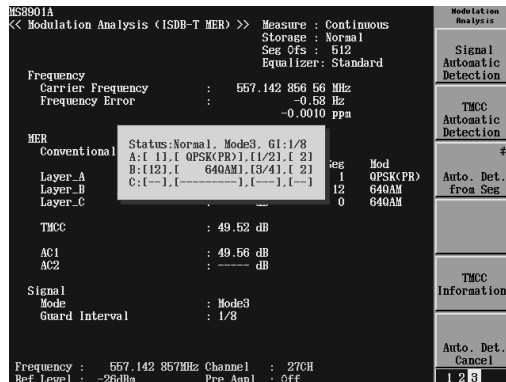 MS8901A
<< Modulation Analysis (ISDB-T MER) >> Measure : Continuous
Storage : Normal
Seg Ofs : 512
Equalizer: Standard
Frequency
Carrier Frequency : 557.142 856 56 MHz
Frequency Error : -0.58 Hz
-0.0010 ppm
MER
Conventional
Status:Normal, Mode3, GI:1/8
A:[ 1],[ QPSK(PR)],[1/2],[ 2]
B:[12],[ 64QAM],[3/4],[ 2]
C:[--],[---------],[---],[--]
Seg Mod
Layer_A 1 QPSK(PR)
Layer_B 12 64QAM
Layer_C : 0 64QAM
TMCC : 49.52 dB
AC1 : 49.56 dB
AC2 : ----- dB
Signal
Mode : Mode3
Guard Interval : 1/8
Frequency : 557.142 857MHz Channel : 27CH
Ref Level : -26dBm Pre Ampl : Off
Modulation
Analysis
Signal
Automatic
Detection
TMCC
Automatic
Detection
#
Auto. Det.
from Seg
TMCC
Information
Auto. Det.
Cancel
1 2 3